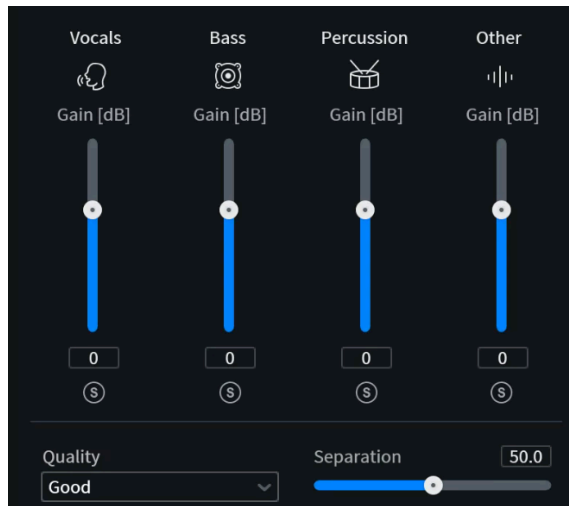 Vocals Bass Percussion Other
Gain [dB] Gain [dB] Gain [dB] Gain [dB]
0 0 0 0
S S S S
Quality Separation 50.0
Good